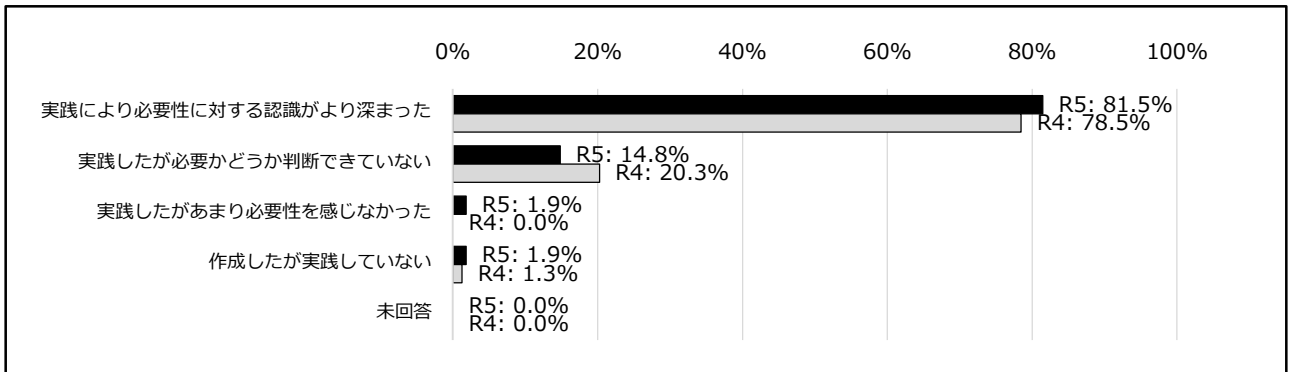 0% 20% 40% 60% 80% 100%
実践により必要性に対する認識がより深まった
R5: 81.5%
R4: 78.5%
実践したが必要かどうか判断できていない
R5: 14.8%
R4: 20.3%
実践したがあまり必要性を感じなかった
R5: 1.9%
R4: 0.0%
作成したが実践していない
R5: 1.9%
R4: 1.3%
未回答
R5: 0.0%
R4: 0.0%